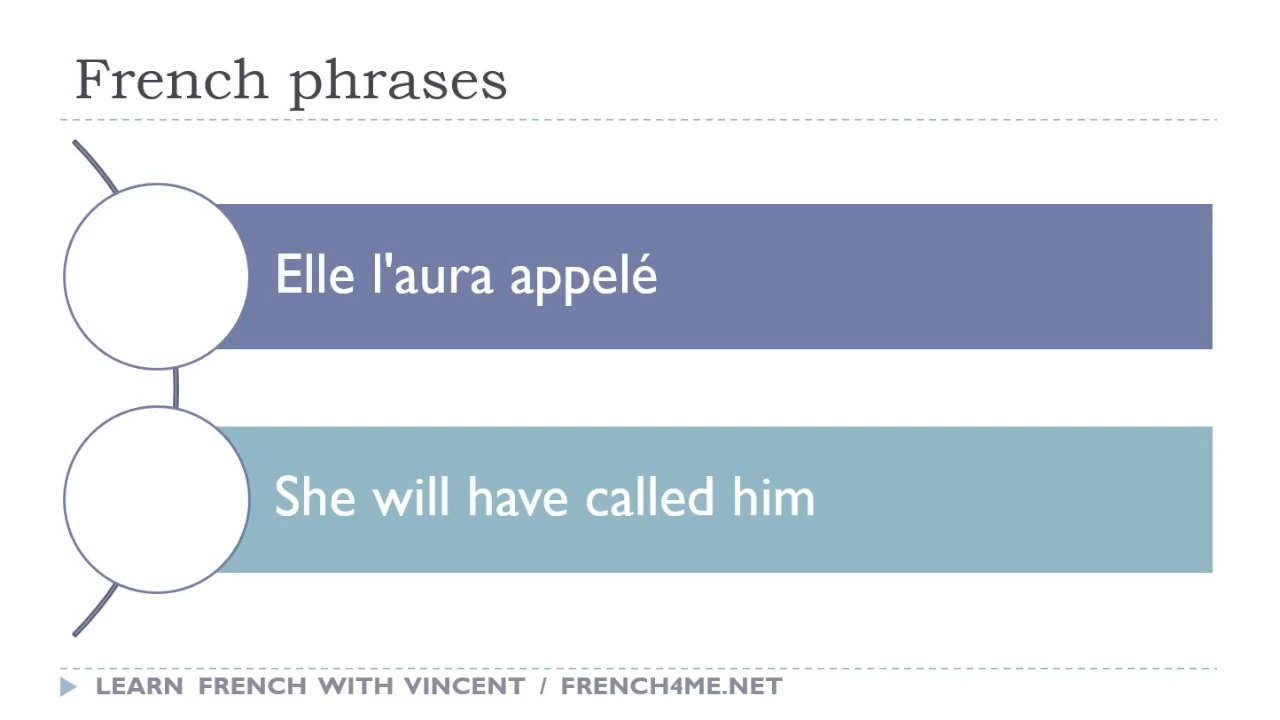 French phrases
Elle l'aura appelé
She will have called him
LEARN FRENCH WITH VINCENT / FRENCH4ME.NET